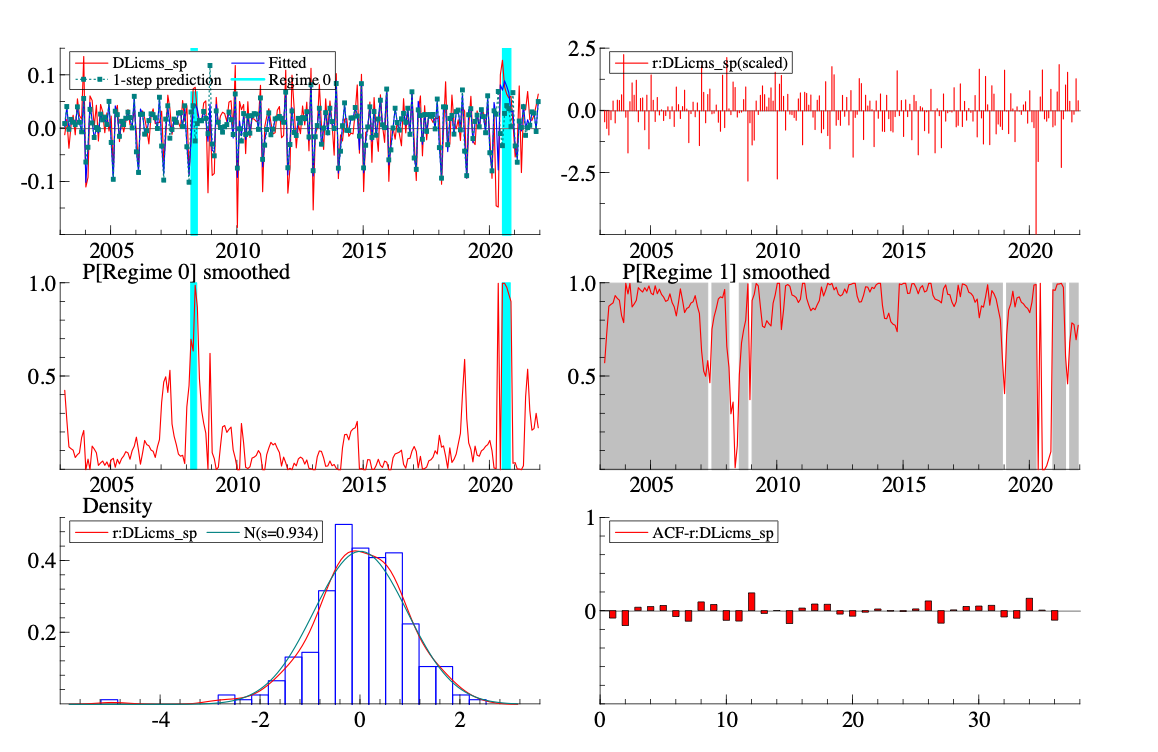 DLicms_sp Fitted
1-step prediction Regime 0
0.1
0.0
-0.1
2005 2010 2015 2020
r:DLicms_sp(scaled)
2.5
0.0
-2.5
2005 2010 2015 2020
P[Regime 0] smoothed
1.0
0.5
2005 2010 2015 2020
P[Regime 1] smoothed
1.0
0.5
2005 2010 2015 2020
Density
r:DLicms_sp N(s=0.934)
0.4
0.2
-4 -2 0 2
ACF-r:DLicms_sp
1
0
0 10 20 30